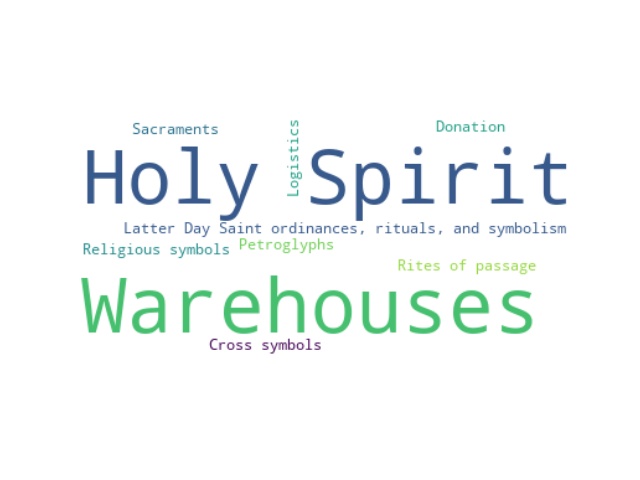 Sacraments
Logistics
Donation
Holy Spirit
Latter Day Saint ordinances, rituals, and symbolism
Religious symbols
Petroglyphs
Rites of passage
Warehouses
Cross symbols